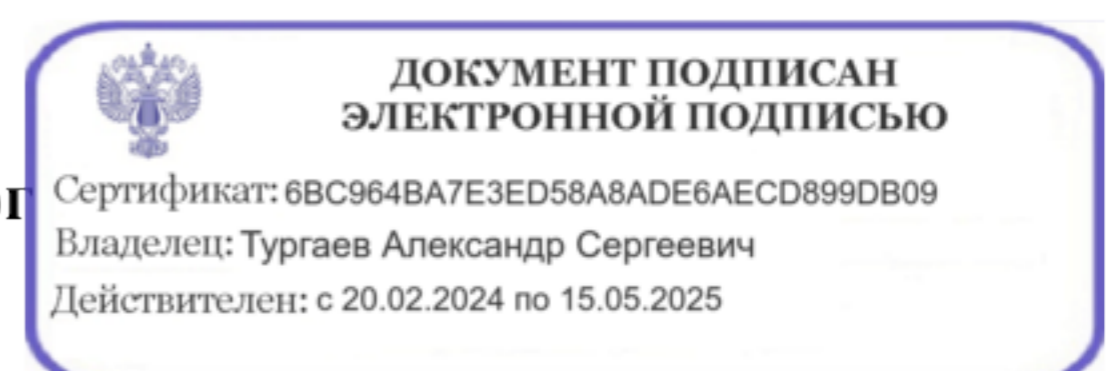 ДОКУМЕНТ ПОДПИСАН
ЭЛЕКТРОННОЙ ПОДПИСЬЮ
Сертификат: 6BC964BA7E3ED58A8ADE6AECD899DB09
Владелец: Тургаев Александр Сергеевич
Действителен: с 20.02.2024 по 15.05.2025